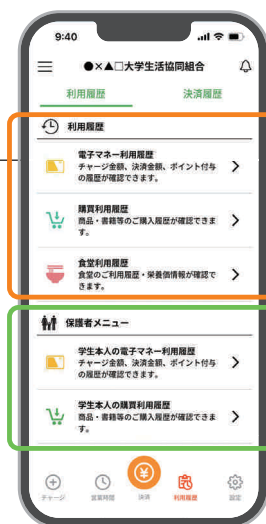 9:40
●×▲□大学生活協同組合
利用履歴 決済履歴
利用履歴
電子マネー利用履歴
チャージ金額、決済金額、ポイント付与
の履歴が確認できます。
購買利用履歴
商品・書籍等のご購入履歴が確認できま
す。
食堂利用履歴
食堂のご利用履歴・栄養価情報が確認で
きます。
保護者メニュー
学生本人の電子マネー利用履歴
チャージ金額、決済金額、ポイント付与
の履歴が確認できます。
学生本人の購買利用履歴
商品・書籍等のご購入履歴が確認できま
す。
チャージ 営業時間 決済 利用履歴 設定